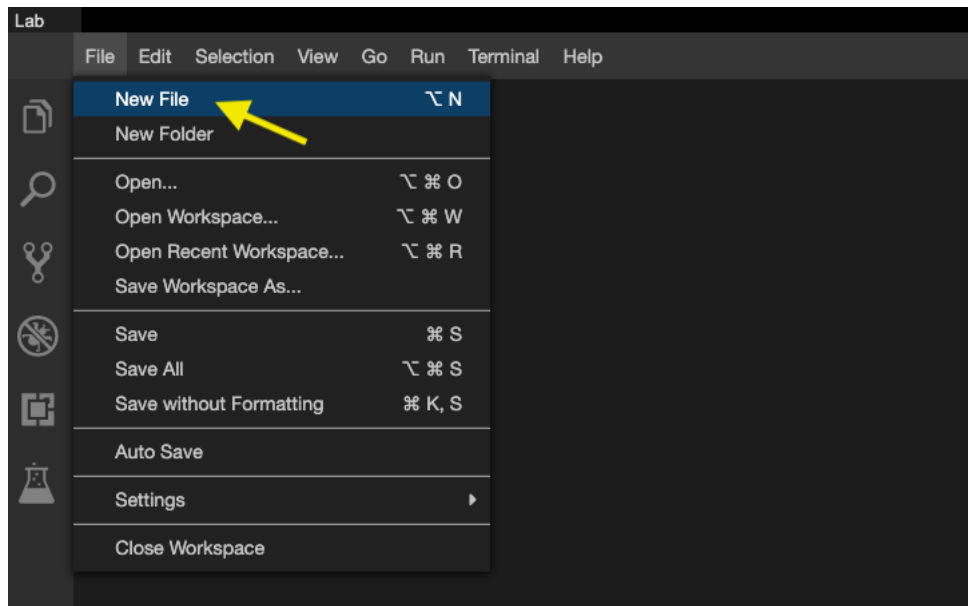 Lab
File Edit Selection View Go Run Terminal Help
New File ⌥ N
New Folder
Open... ⌥ ⌘ O
Open Workspace... ⌥ ⌘ W
Open Recent Workspace... ⌥ ⌘ R
Save Workspace As...
Save ⌘ S
Save All ⌥ ⌘ S
Save without Formatting ⌘ K, S
Auto Save
Settings
Close Workspace